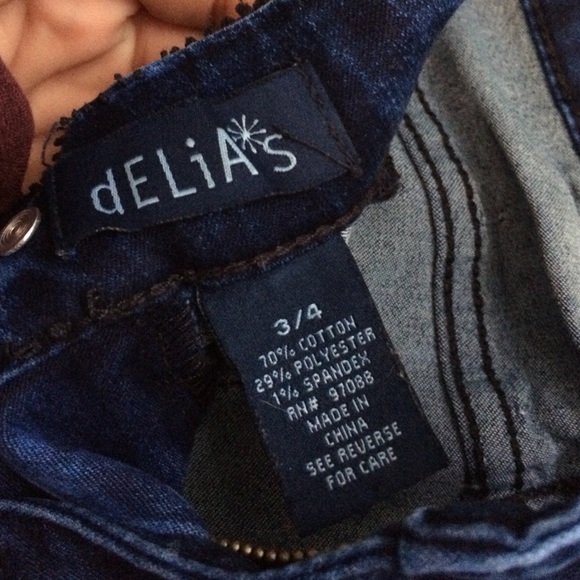 dELiA*s
3/4
70% COTTON
29% POLYESTER
1% SPANDEX
RN# 97088
MADE IN
CHINA
SEE REVERSE
FOR CARE